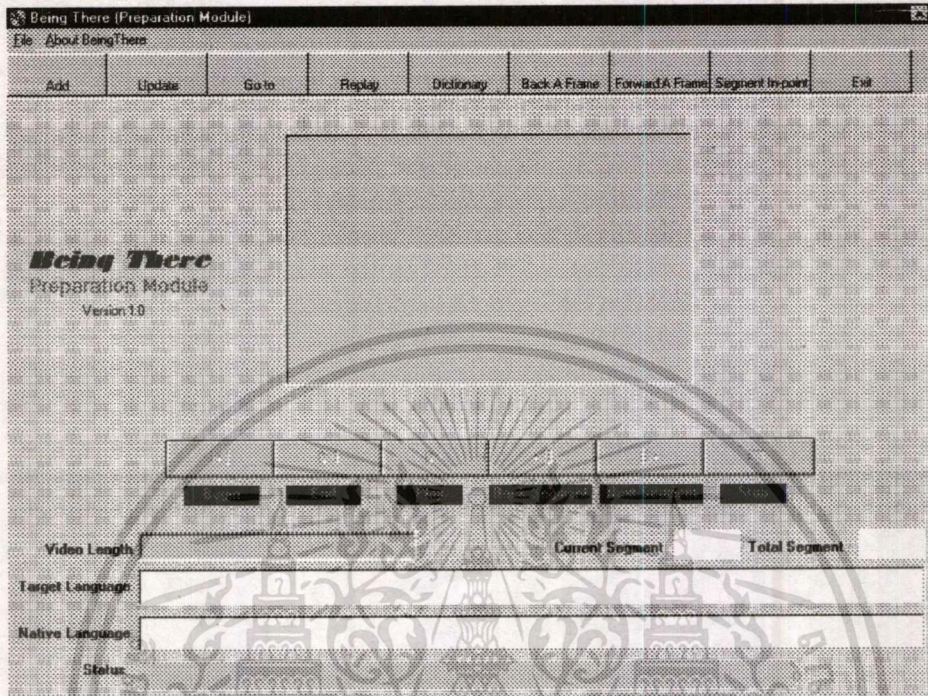 Being There (Preparation Module)
File About BeingThere
Add Update Go to Replay Dictionary Back A Frame Forward A Frame Segment In-point Exit
Being There
Preparation Module
Version 1.0
Video Length Current Segment Total Segment
Target Language
Native Language
Status